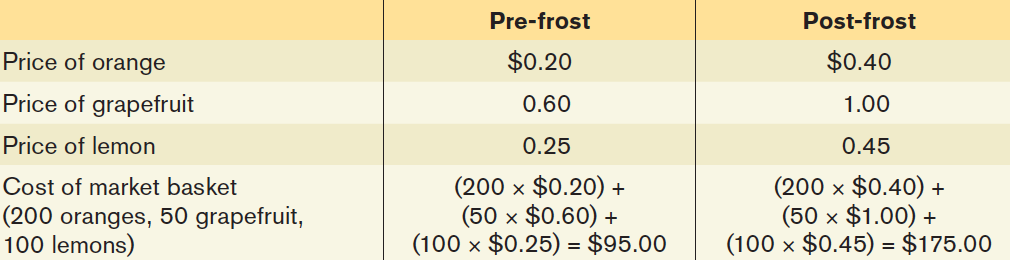 Pre-frost Post-frost
Price of orange $0.20 $0.40
Price of grapefruit 0.60 1.00
Price of lemon 0.25 0.45
Cost of market basket (200 × $0.20) + (200 × $0.40) +
(200 oranges, 50 grapefruit, (50 × $0.60) + (50 × $1.00) +
100 lemons) (100 × $0.25) = $95.00 (100 × $0.45) = $175.00